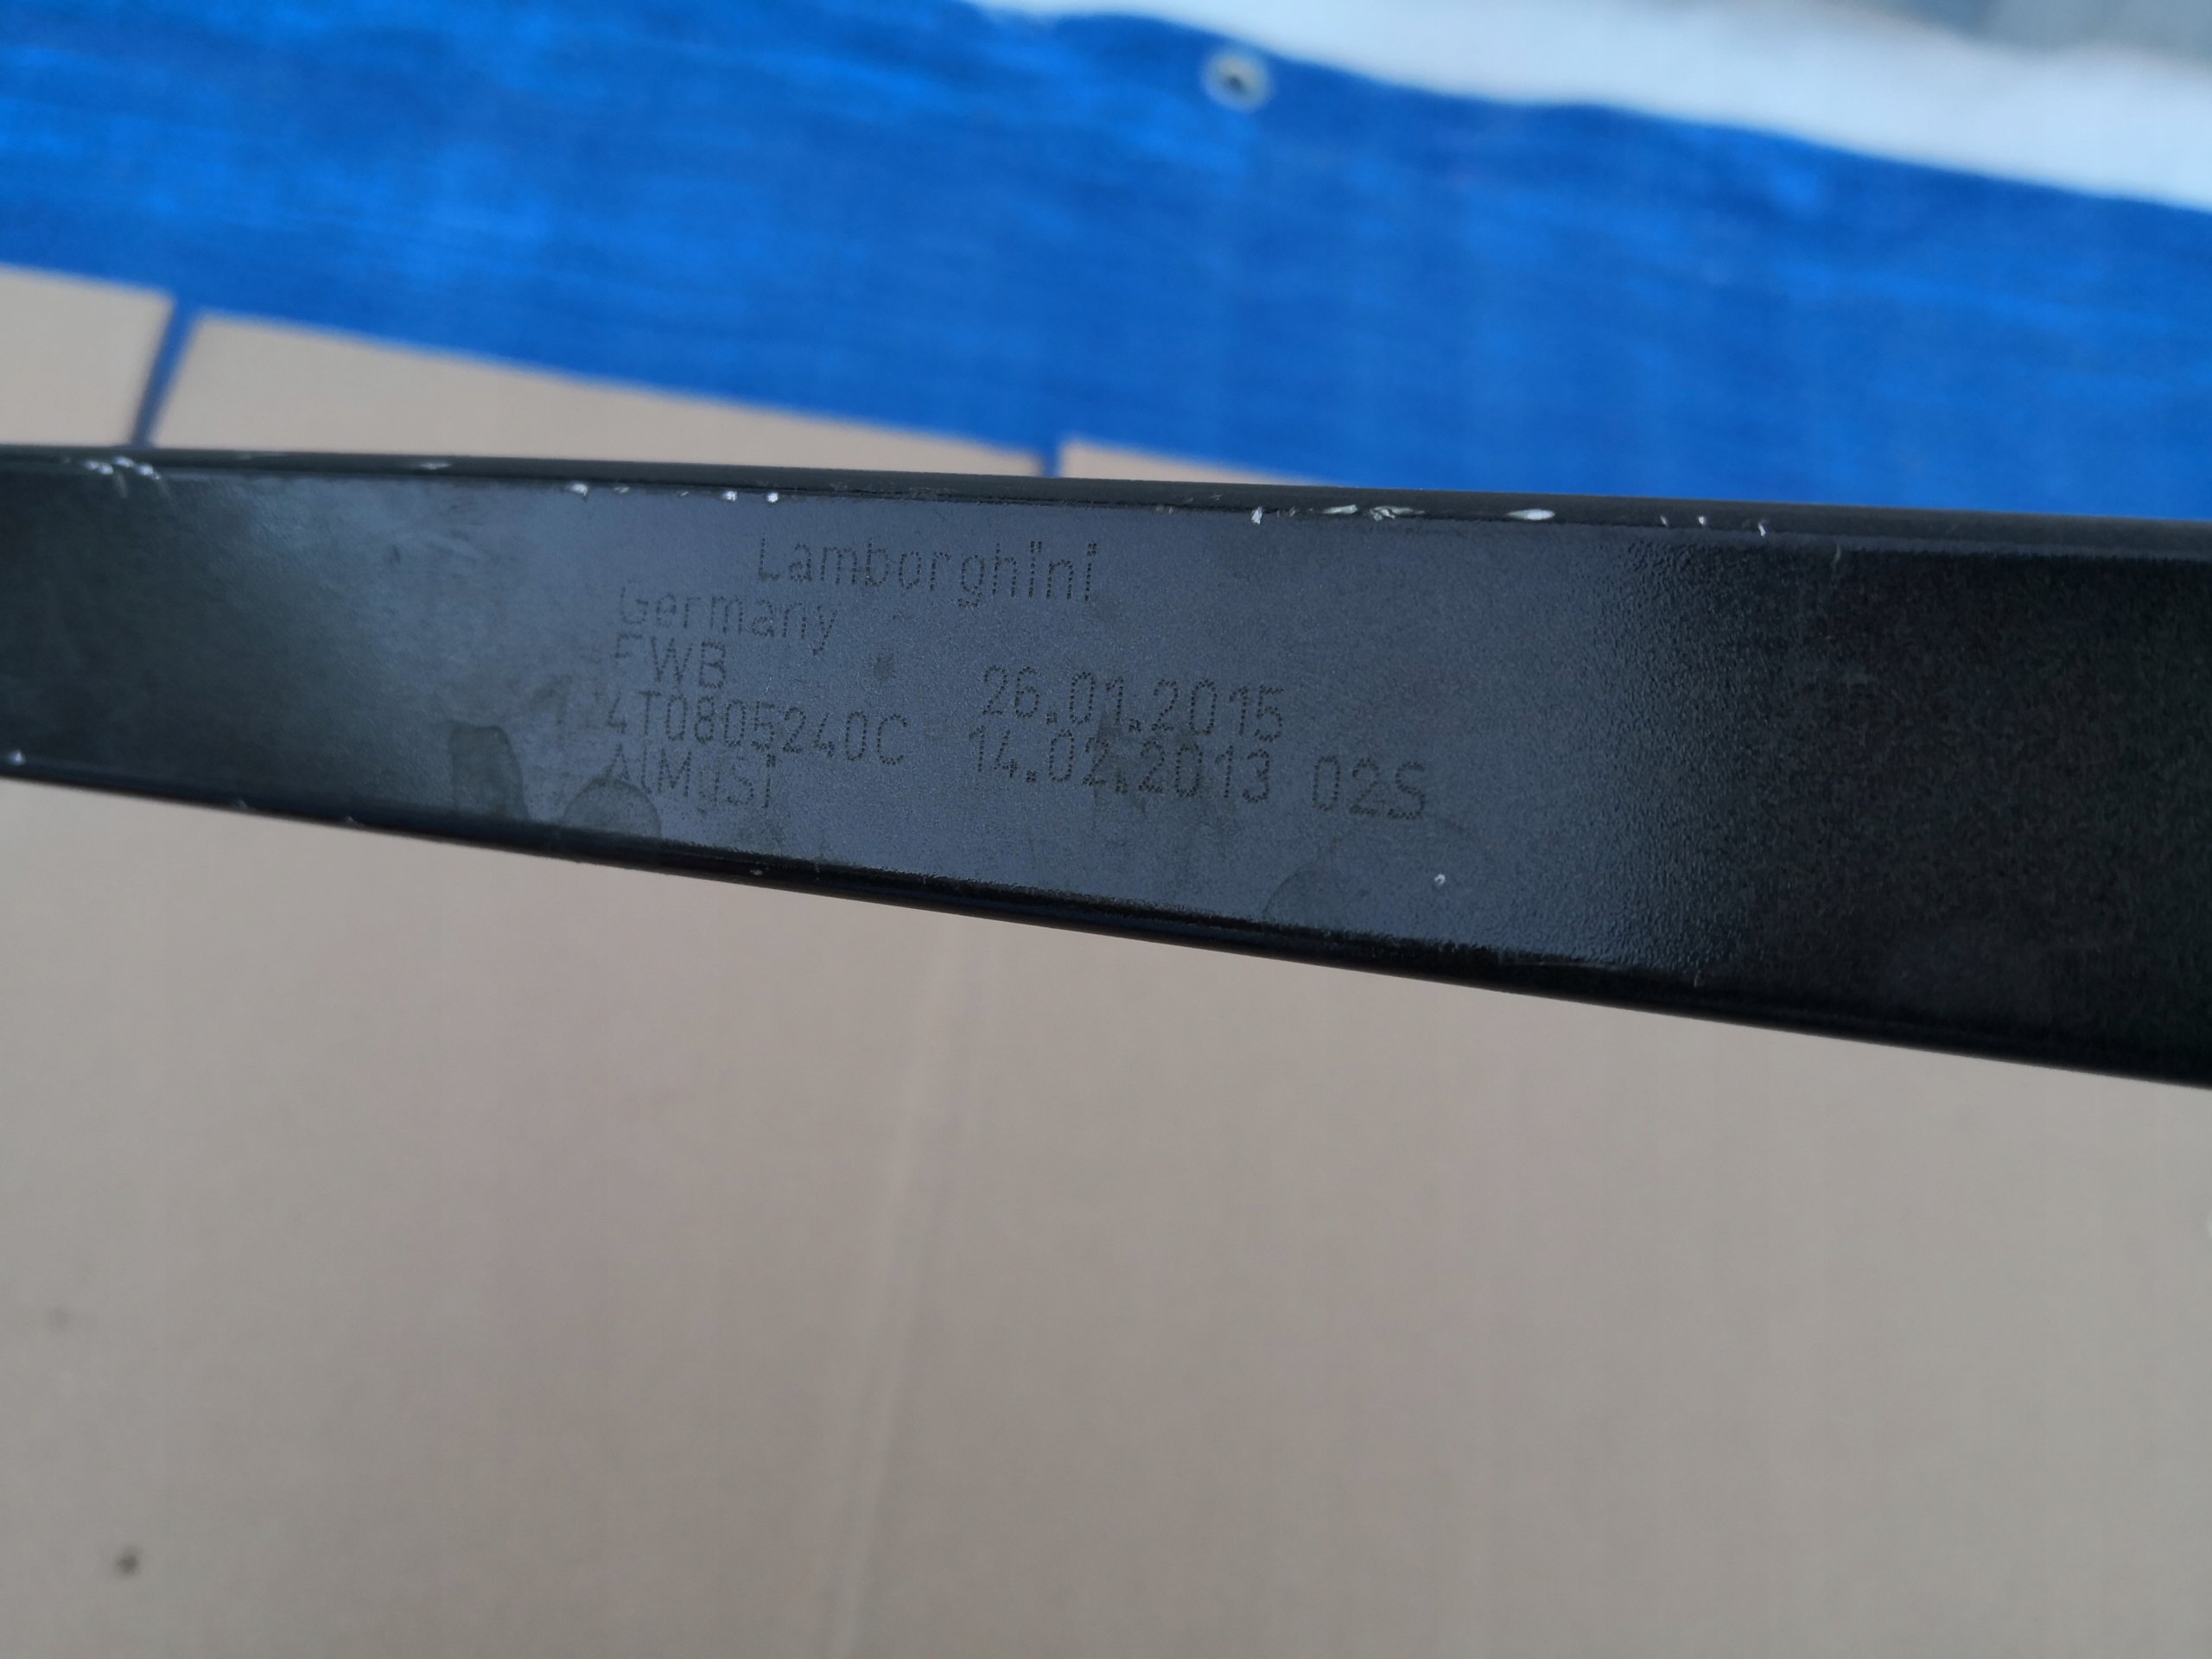 Lamborghini
Germany
FWB
4T0805240C 26.01.2015
AlMgSi 14.02.2013 02S